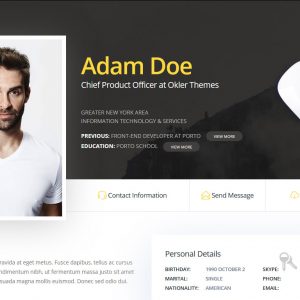 Adam Doe
Chief Product Officer at Okler Themes
GREATER NEW YORK AREA
INFORMATION TECHNOLOGY & SERVICES
PREVIOUS: FRONT-END DEVELOPER AT PORTO VIEW MORE
EDUCATION: PORTO SCHOOL VIEW MORE
Contact Information
Send Message
ravida at eget metus. Fusce dapibus, tellus ac cursus
ndimentum nibh, ut fermentum massa justo sit amet
suada magna mollis euismod. Donec, sed odio dui.
Personal Details
BIRTHDAY: 1990 OCTOBER 2 SKYPE:
MARITAL: SINGLE PHONE:
NATIONALITY: AMERICAN EMAIL: